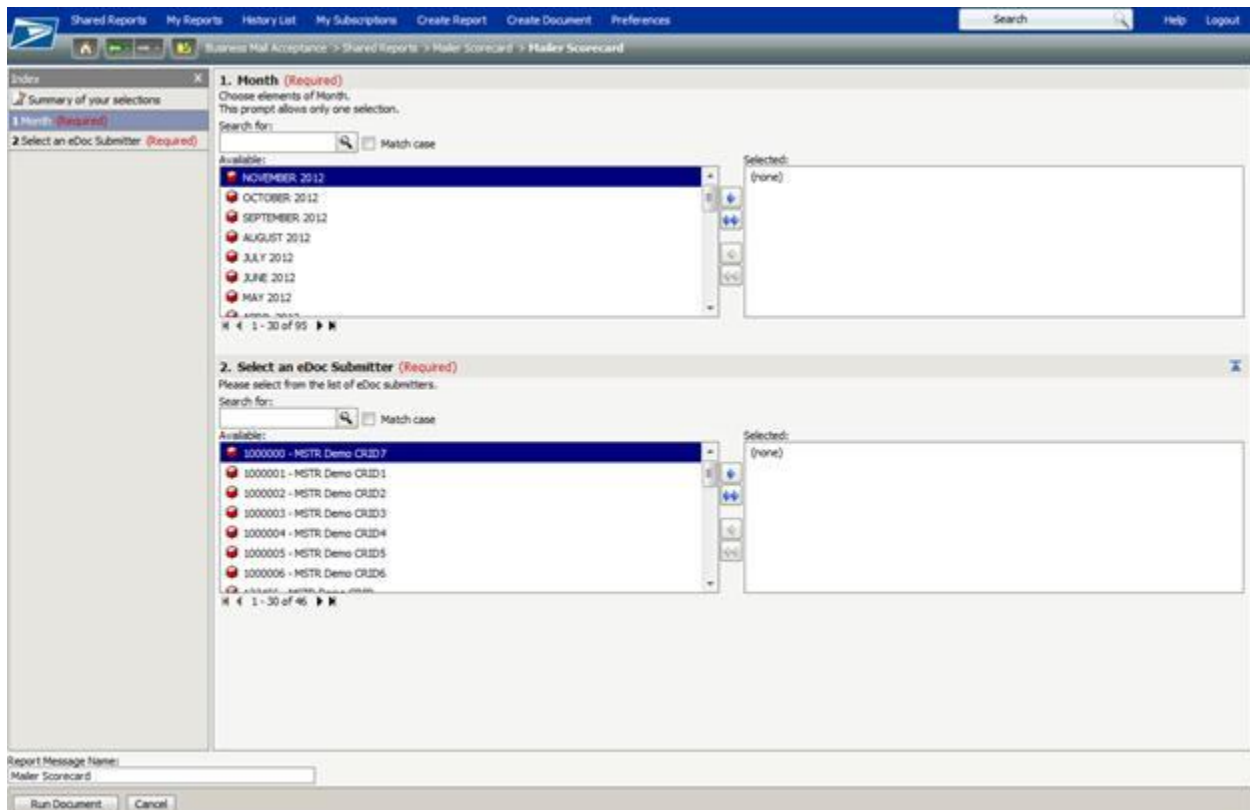 Shared Reports My Reports History List My Subscriptions Create Report Create Document Preferences Search Help Logout
Business Mail Acceptance > Shared Reports > Mailer Scorecard > Mailer Scorecard
Index X
Summary of your selections
1 Month (Required)
2 Select an eDoc Submitter (Required)
1. Month (Required)
Choose elements of Month.
This prompt allows only one selection.
Search for:
Match case
Available:
NOVEMBER 2012
OCTOBER 2012
SEPTEMBER 2012
AUGUST 2012
JULY 2012
JUNE 2012
MAY 2012
APRIL 2012
1 - 30 of 95
Selected:
(none)
2. Select an eDoc Submitter (Required)
Please select from the list of eDoc submitters.
Search for:
Match case
Available:
1000000 - MSTR Demo CRID7
1000001 - MSTR Demo CRID1
1000002 - MSTR Demo CRID2
1000003 - MSTR Demo CRID3
1000004 - MSTR Demo CRID4
1000005 - MSTR Demo CRID5
1000006 - MSTR Demo CRID6
1 - 30 of 46
Selected:
(none)
Report Message Name:
Mailer Scorecard
Run Document Cancel